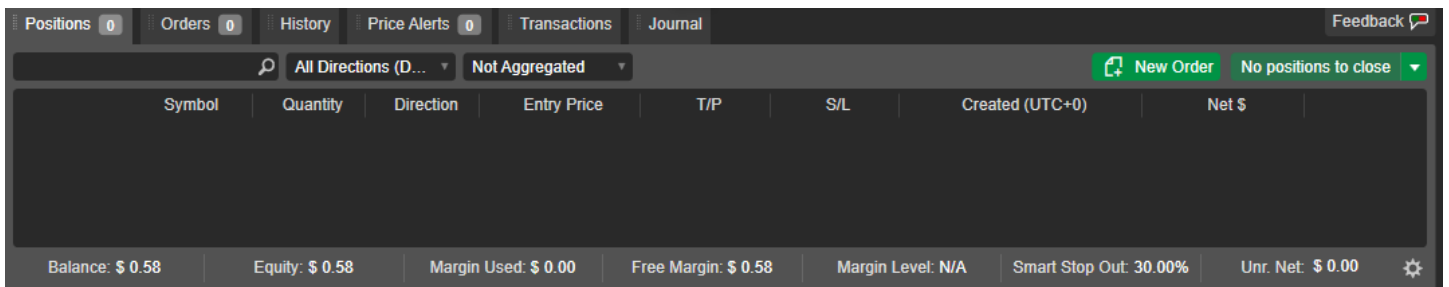 Positions 0 Orders 0 History Price Alerts 0 Transactions Journal Feedback
All Directions (D... Not Aggregated New Order No positions to close
Symbol Quantity Direction Entry Price T/P S/L Created (UTC+0) Net $
Balance: $ 0.58 Equity: $ 0.58 Margin Used: $ 0.00 Free Margin: $ 0.58 Margin Level: N/A Smart Stop Out: 30.00% Unr. Net: $ 0.00